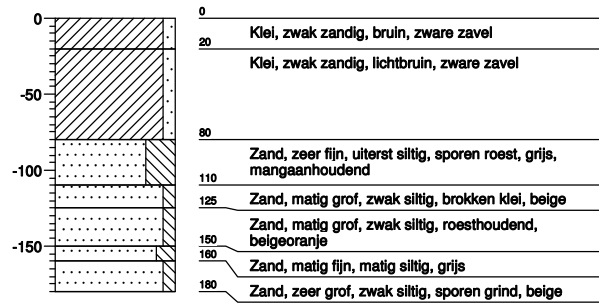 0
0
Klei, zwak zandig, bruin, zware zavel
20
Klei, zwak zandig, lichtbruin, zware zavel
-50
80
Zand, zeer fijn, uiterst siltig, sporen roest, grijs,
mangaanhoudend
-100
110
125
Zand, matig grof, zwak siltig, brokken klei, beige
Zand, matig grof, zwak siltig, roesthoudend,
beigeoranje
-150
150
160
Zand, matig fijn, matig siltig, grijs
180
Zand, zeer grof, zwak siltig, sporen grind, beige